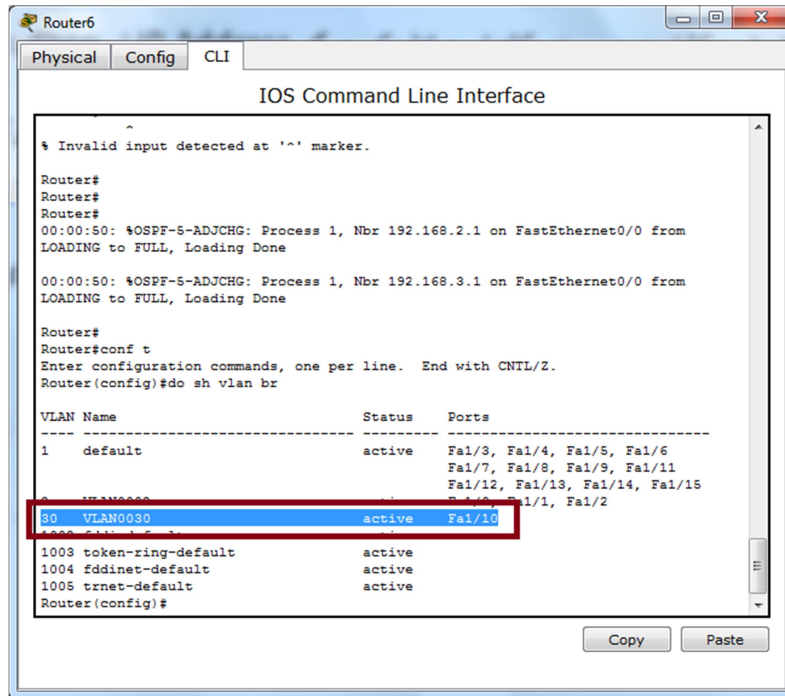 Router6
Physical Config CLI
IOS Command Line Interface
^
% Invalid input detected at '^' marker.
Router#
Router#
Router#
00:00:50: %OSPF-5-ADJCHG: Process 1, Nbr 192.168.2.1 on FastEthernet0/0 from
LOADING to FULL, Loading Done
00:00:50: %OSPF-5-ADJCHG: Process 1, Nbr 192.168.3.1 on FastEthernet0/0 from
LOADING to FULL, Loading Done
Router#
Router#conf t
Enter configuration commands, one per line.  End with CNTL/Z.
Router(config)#do sh vlan br
VLAN Name                             Status    Ports
---- -------------------------------- --------- -------------------------------
1    default                          active    Fa1/3, Fa1/4, Fa1/5, Fa1/6
Fa1/7, Fa1/8, Fa1/9, Fa1/11
Fa1/12, Fa1/13, Fa1/14, Fa1/15
Fa1/1, Fa1/2
30   VLAN0030                         active    Fa1/10
1003 token-ring-default               active
1004 fddinet-default                  active
1005 trnet-default                    active
Router(config)#
Copy Paste